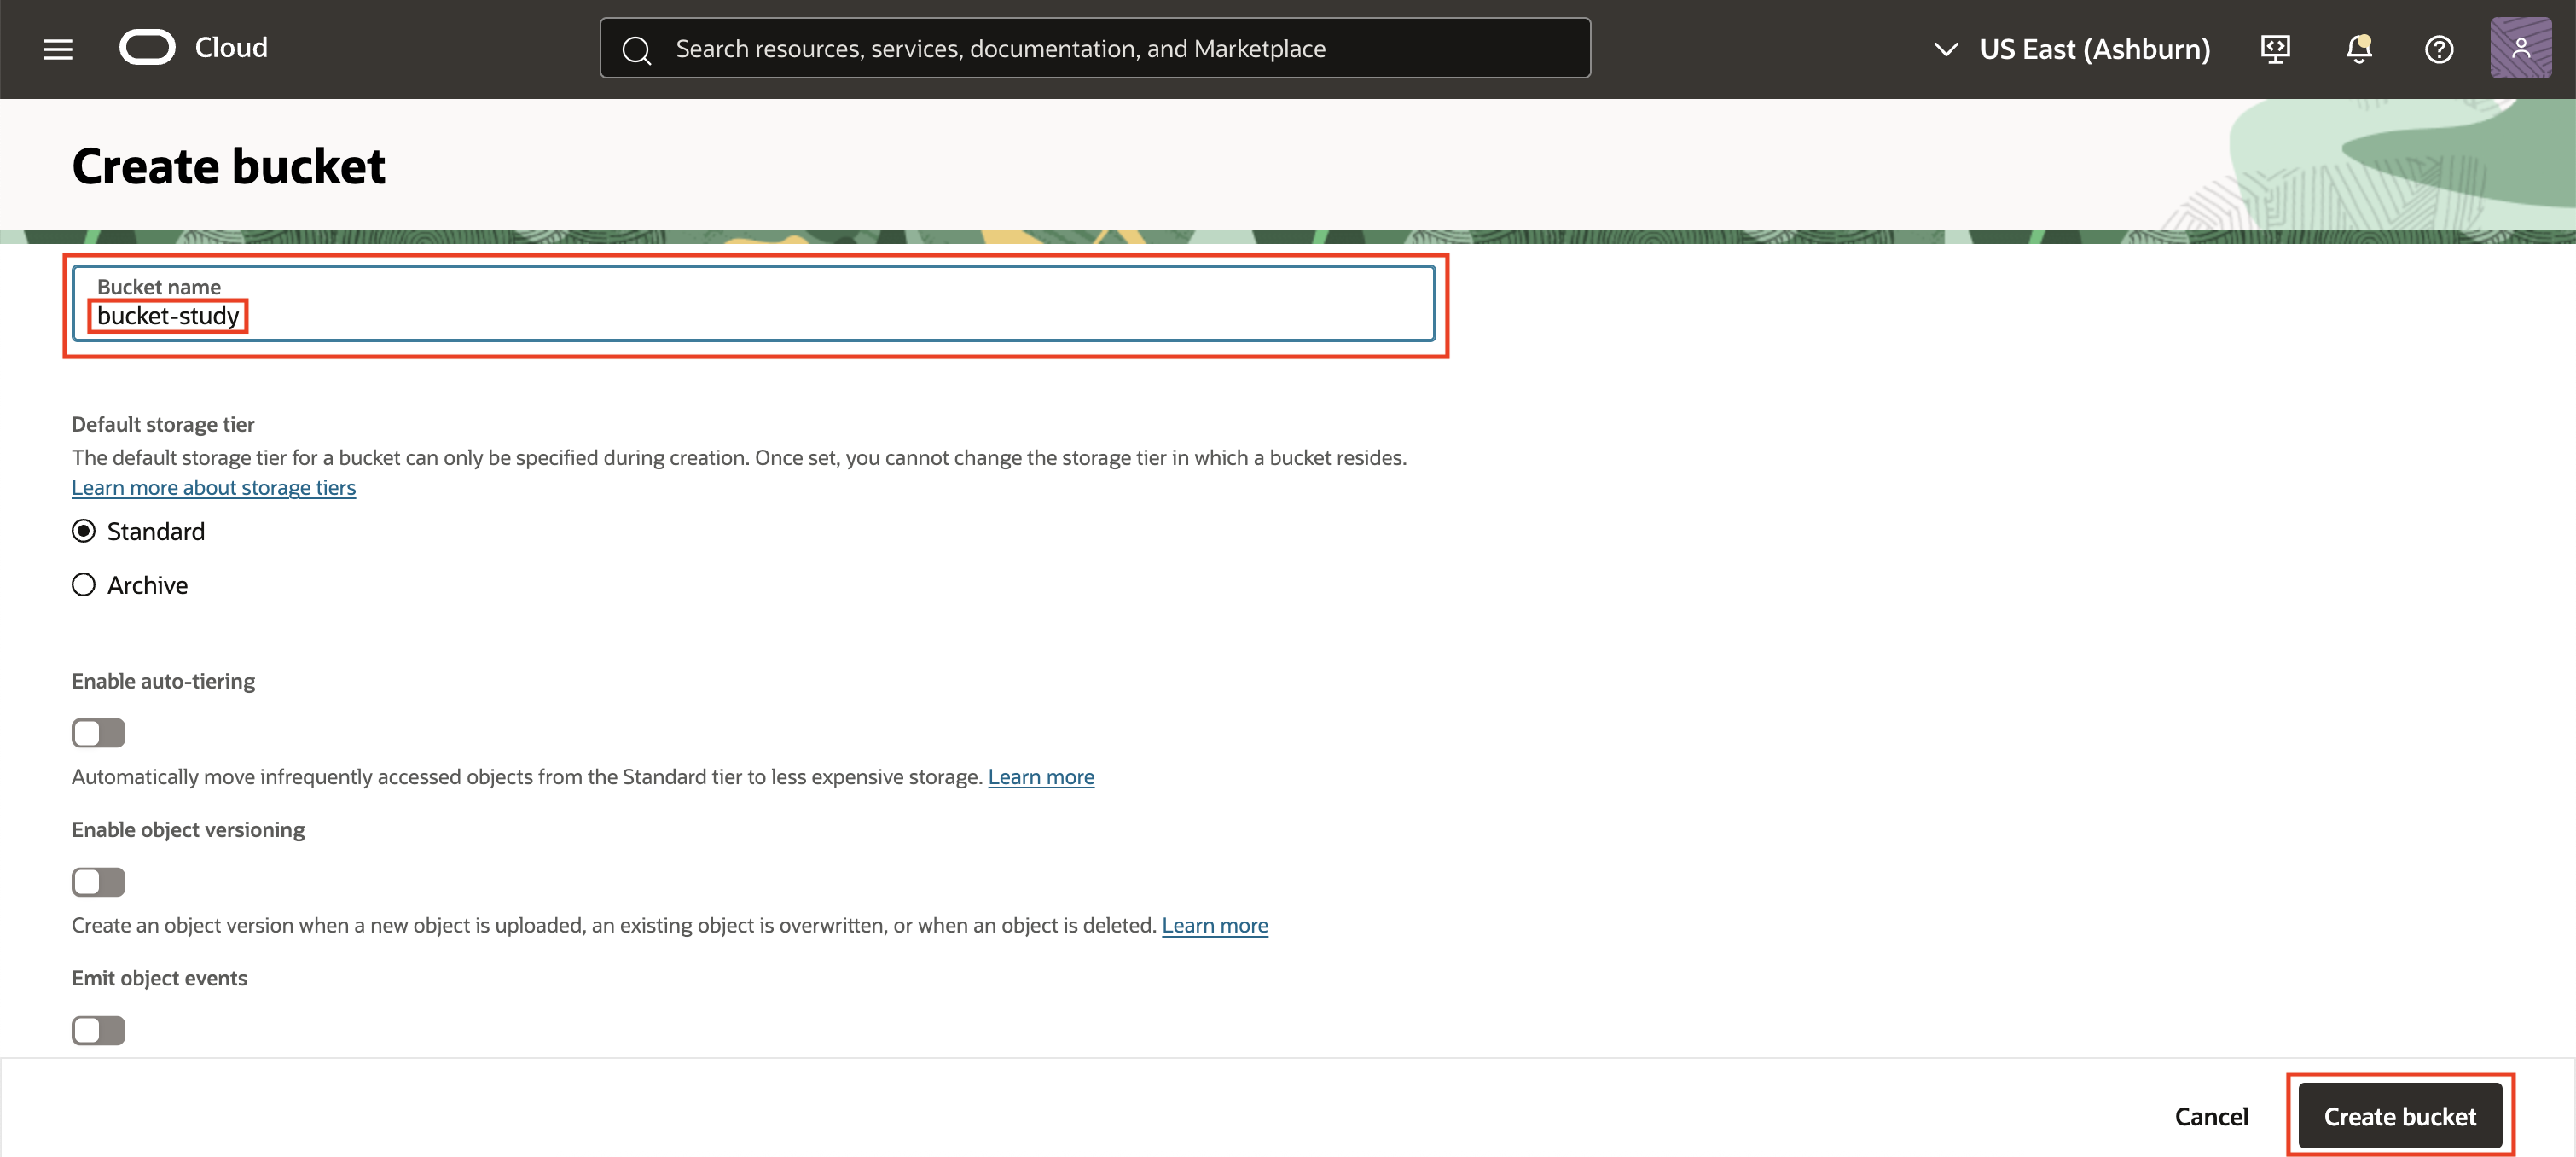 Cloud
Search resources, services, documentation, and Marketplace
US East (Ashburn)
Create bucket
Bucket name
bucket-study
Default storage tier
The default storage tier for a bucket can only be specified during creation. Once set, you cannot change the storage tier in which a bucket resides.
Learn more about storage tiers
Standard
Archive
Enable auto-tiering
Automatically move infrequently accessed objects from the Standard tier to less expensive storage. Learn more
Enable object versioning
Create an object version when a new object is uploaded, an existing object is overwritten, or when an object is deleted. Learn more
Emit object events
Cancel
Create bucket